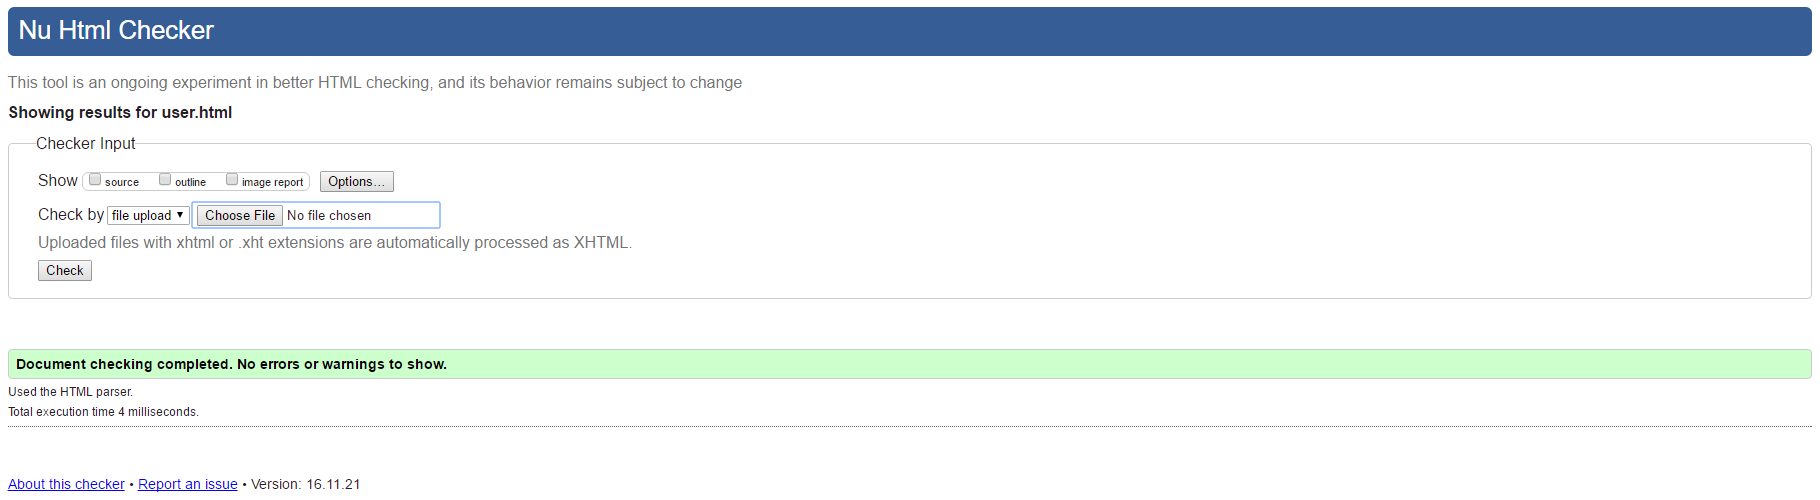 Nu Html Checker
This tool is an ongoing experiment in better HTML checking, and its behavior remains subject to change
Showing results for user.html
Checker Input
Show source outline image report Options...
Check by file upload Choose File No file chosen
Uploaded files with xhtml or .xht extensions are automatically processed as XHTML.
Check
Document checking completed. No errors or warnings to show.
Used the HTML parser.
Total execution time 4 milliseconds.
About this checker • Report an issue • Version: 16.11.21